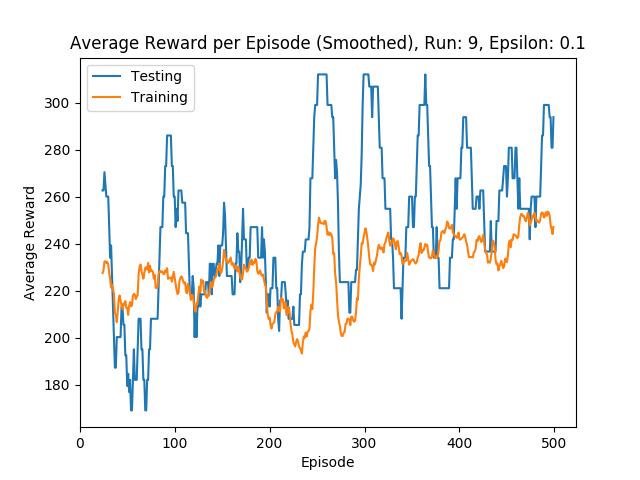 Average Reward per Episode (Smoothed), Run: 9, Epsilon: 0.1
Testing
Training
Average Reward
300
280
260
240
220
200
180
0 100 200 300 400 500
Episode